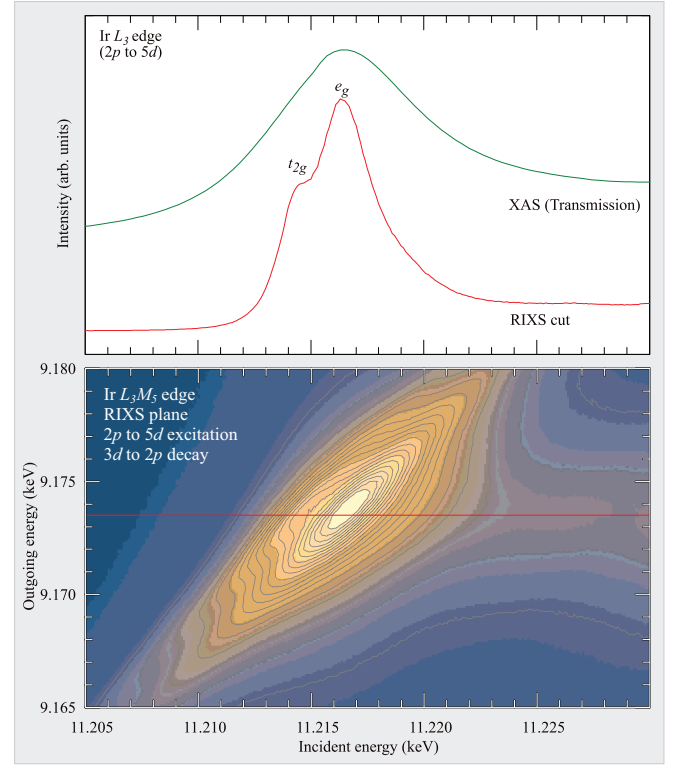 Ir L3 edge
(2p to 5d)
eg
t2g
XAS (Transmission)
RIXS cut
Intensity (arb. units)
9.180
9.175
9.170
9.165
Ir L3M5 edge
RIXS plane
2p to 5d excitation
3d to 2p decay
Outgoing energy (keV)
11.205 11.210 11.215 11.220 11.225
Incident energy (keV)